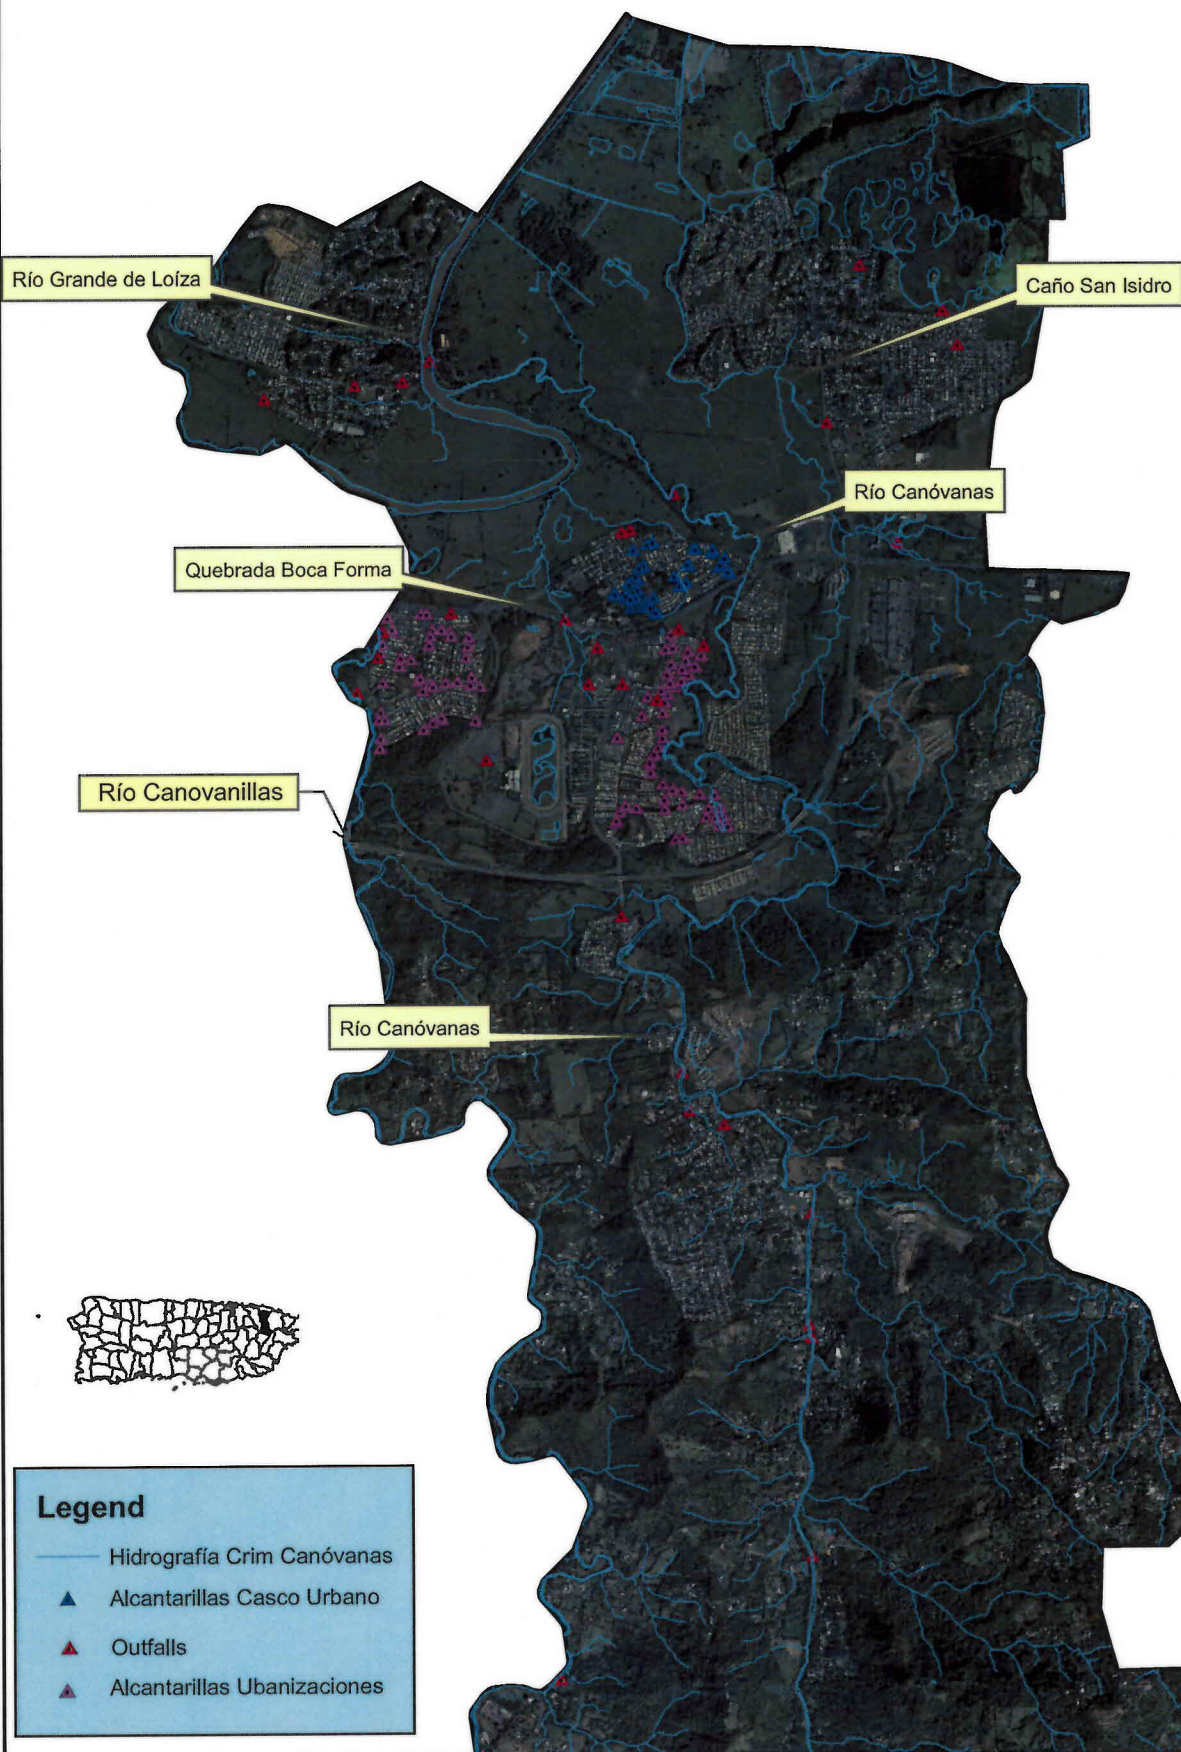 Río Grande de Loíza
Caño San Isidro
Río Canóvanas
Quebrada Boca Forma
Río Canovanillas
Río Canóvanas
Legend
Hidrografía Crim Canóvanas
Alcantarillas Casco Urbano
Outfalls
Alcantarillas Ubanizaciones